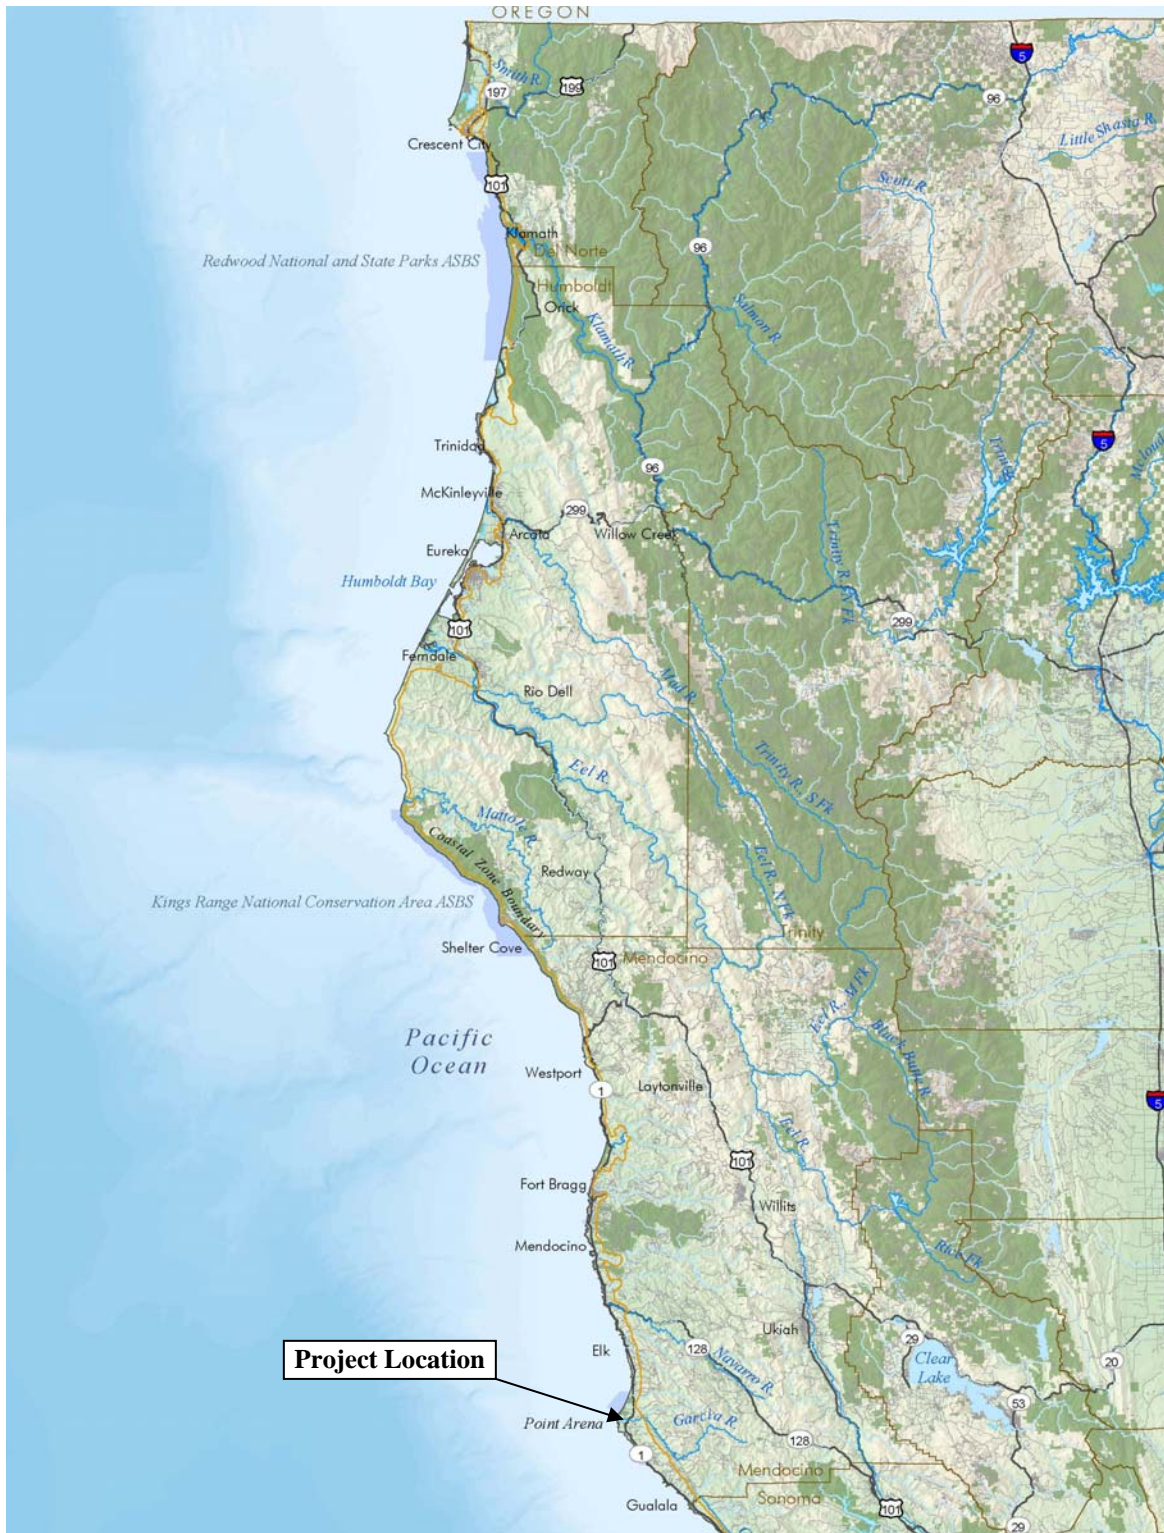 OREGON
5
Smith R.
197
199
96
Little Shasta R.
Crescent City
101
Scott R.
Klamath
Del Norte
96
Redwood National and State Parks ASBS
Humboldt
Orick
Salmon R.
Klamath R.
Trinidad
5
96
McKinleyville
299
Arcata
Willow Creek
Eureka
Trinity R., N Fk
Humboldt Bay
299
101
Ferndale
Rio Dell
Mad R.
Eel R.
Trinity R., S Fk
Mattole R.
Coastal Zone Boundary
Redway
Eel R., N Fk
Kings Range National Conservation Area ASBS
Trinity
Shelter Cove
101
Mendocino
Eel R., M Fk
Pacific
Ocean
Black Butte R.
Westport
1
Laytonville
5
Eel R.
101
Fort Bragg
Willits
Mendocino
Rice Fk
Ukiah
29
Elk
128
Clear
Lake
20
Project Location
Navarro R.
53
Point Arena
Garcia R.
128
1
Mendocino
Sonoma
Gualala
101
29